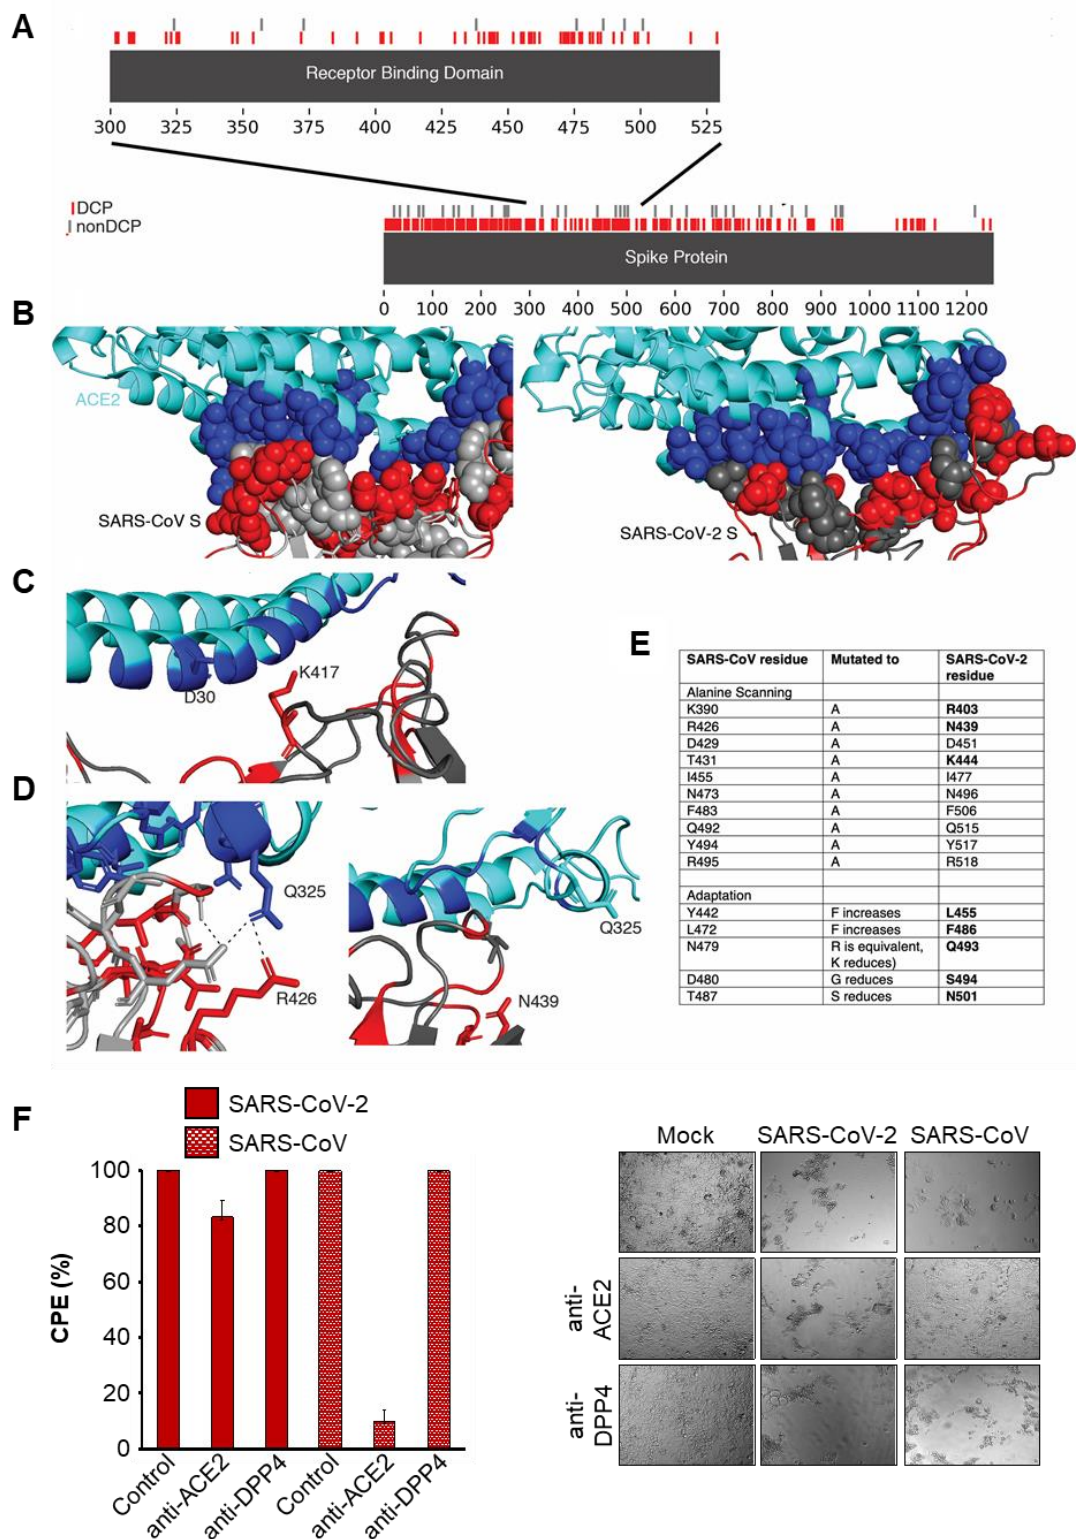 A
Receptor Binding Domain
300 325 350 375 400 425 450 475 500 525
DCP
nonDCP
Spike Protein
0 100 200 300 400 500 600 700 800 900 1000 1100 1200
B
ACE2
SARS-CoV S
SARS-CoV-2 S
C
D30
K417
D
Q325
R426
Q325
N439
E
SARS-CoV residue Mutated to SARS-CoV-2 residue
Alanine Scanning
K390 A R403
R426 A N439
D429 A D451
T431 A K444
I455 A I477
N473 A N496
F483 A F506
Q492 A Q515
Y494 A Y517
R495 A R518
Adaptation
Y442 F increases L455
L472 F increases F486
N479 R is equivalent, K reduces) Q493
D480 G reduces S494
T487 S reduces N501
F
SARS-CoV-2
SARS-CoV
CPE (%)
100
80
60
40
20
0
Control anti-ACE2 anti-DPP4 Control anti-ACE2 anti-DPP4
Mock SARS-CoV-2 SARS-CoV
anti-
ACE2
anti-
DPP4